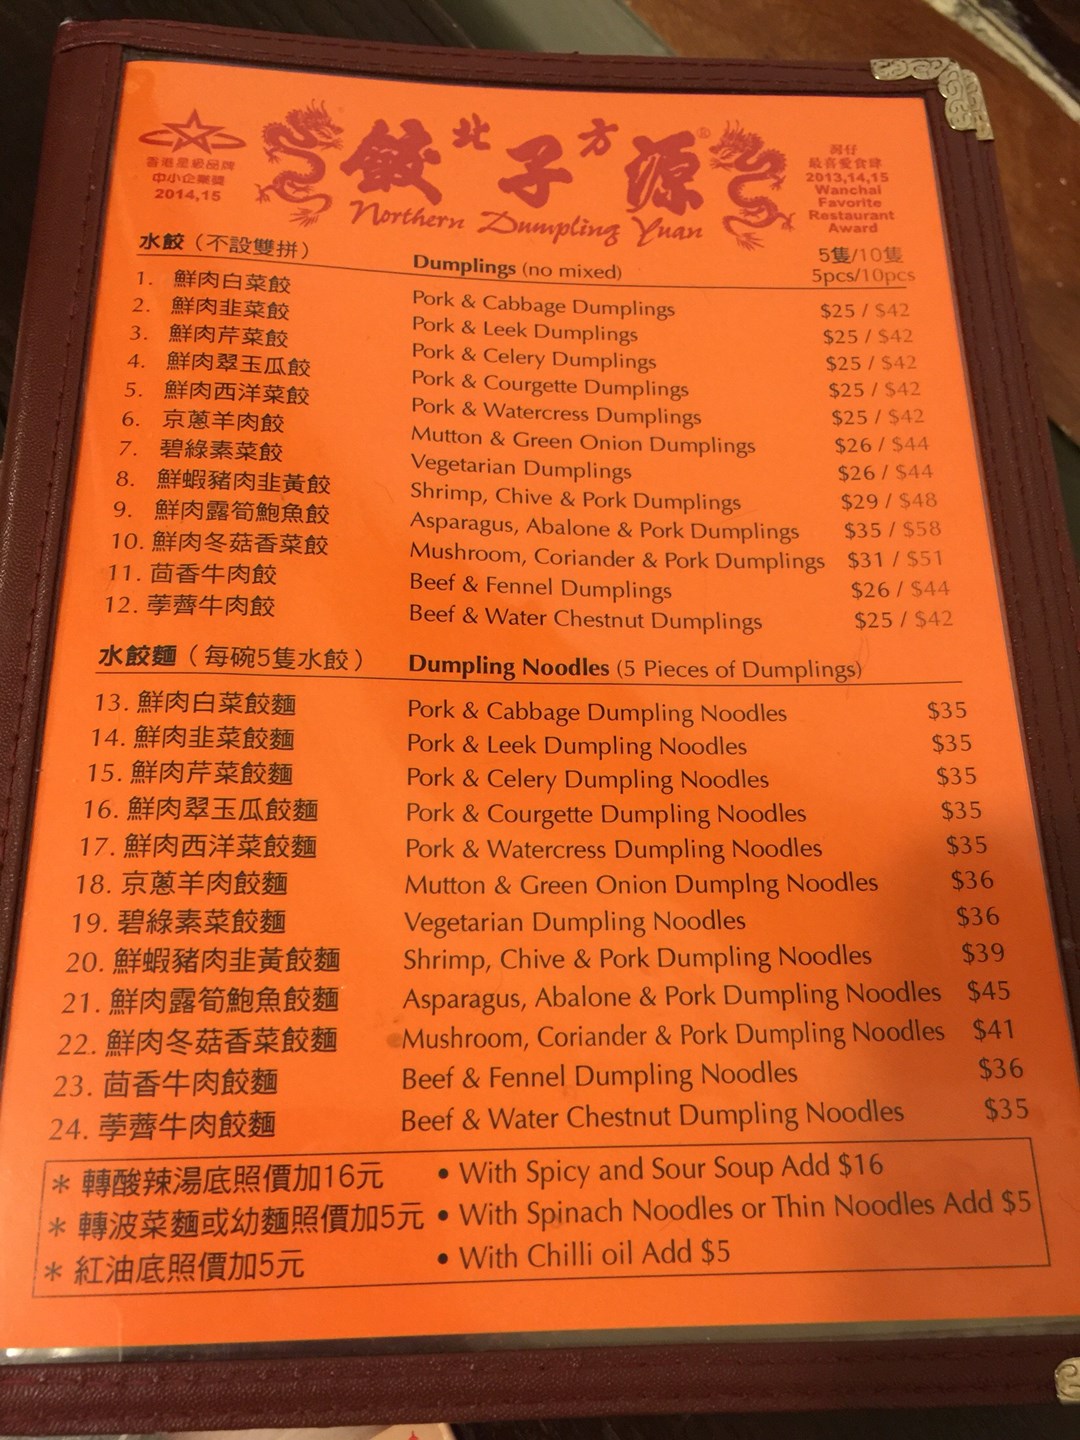 香港星級品牌
中小企業獎
2014,15
北方
餃子源®
Northern Dumpling Yuan
灣仔
最喜愛食肆
2013,14,15
Wanchai
Favorite
Restaurant
Award
水餃（不設雙拼） Dumplings (no mixed) 5隻/10隻
5pcs/10pcs
1. 鮮肉白菜餃 Pork & Cabbage Dumplings $25 / $42
2. 鮮肉韭菜餃 Pork & Leek Dumplings $25 / $42
3. 鮮肉芹菜餃 Pork & Celery Dumplings $25 / $42
4. 鮮肉翠玉瓜餃 Pork & Courgette Dumplings $25 / $42
5. 鮮肉西洋菜餃 Pork & Watercress Dumplings $25 / $42
6. 京蔥羊肉餃 Mutton & Green Onion Dumplings $26 / $44
7. 碧綠素菜餃 Vegetarian Dumplings $26 / $44
8. 鮮蝦豬肉韭黃餃 Shrimp, Chive & Pork Dumplings $29 / $48
9. 鮮肉露筍鮑魚餃 Asparagus, Abalone & Pork Dumplings $35 / $58
10. 鮮肉冬菇香菜餃 Mushroom, Coriander & Pork Dumplings $31 / $51
11. 茴香牛肉餃 Beef & Fennel Dumplings $26 / $44
12. 荸薺牛肉餃 Beef & Water Chestnut Dumplings $25 / $42
水餃麵（每碗5隻水餃） Dumpling Noodles (5 Pieces of Dumplings)
13. 鮮肉白菜餃麵 Pork & Cabbage Dumpling Noodles $35
14. 鮮肉韭菜餃麵 Pork & Leek Dumpling Noodles $35
15. 鮮肉芹菜餃麵 Pork & Celery Dumpling Noodles $35
16. 鮮肉翠玉瓜餃麵 Pork & Courgette Dumpling Noodles $35
17. 鮮肉西洋菜餃麵 Pork & Watercress Dumpling Noodles $35
18. 京蔥羊肉餃麵 Mutton & Green Onion Dumplng Noodles $36
19. 碧綠素菜餃麵 Vegetarian Dumpling Noodles $36
20. 鮮蝦豬肉韭黃餃麵 Shrimp, Chive & Pork Dumpling Noodles $39
21. 鮮肉露筍鮑魚餃麵 Asparagus, Abalone & Pork Dumpling Noodles $45
22. 鮮肉冬菇香菜餃麵 Mushroom, Coriander & Pork Dumpling Noodles $41
23. 茴香牛肉餃麵 Beef & Fennel Dumpling Noodles $36
24. 荸薺牛肉餃麵 Beef & Water Chestnut Dumpling Noodles $35
* 轉酸辣湯底照價加16元 • With Spicy and Sour Soup Add $16
* 轉波菜麵或幼麵照價加5元 • With Spinach Noodles or Thin Noodles Add $5
* 紅油底照價加5元 • With Chilli oil Add $5